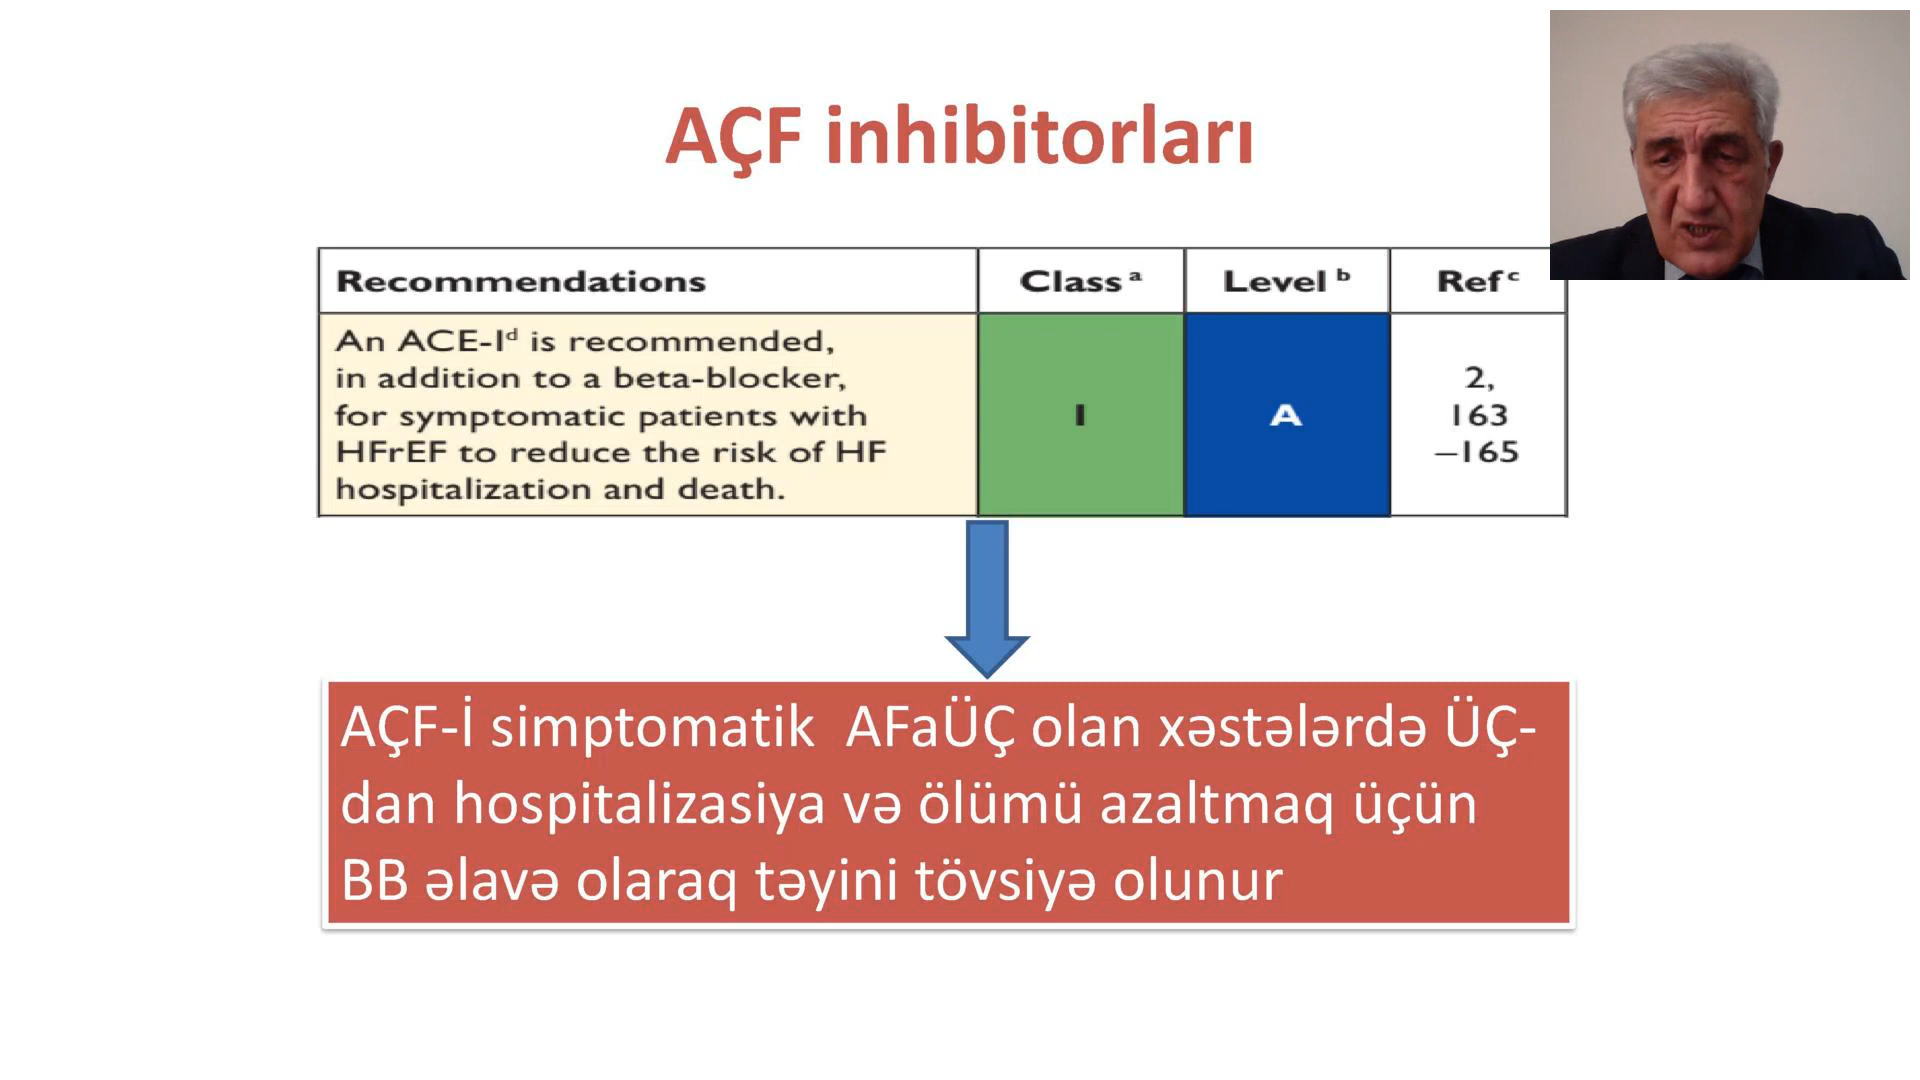 AÇF inhibitorları
Recommendations Class a Level b Ref c
An ACE-I d is recommended,
in addition to a beta-blocker,
for symptomatic patients with
HFrEF to reduce the risk of HF
hospitalization and death.
I
A
2,
163
–165
AÇF-İ simptomatik AFaÜÇ olan xəstələrdə ÜÇ-
dan hospitalizasiya və ölümü azaltmaq üçün
BB əlavə olaraq təyini tövsiyə olunur